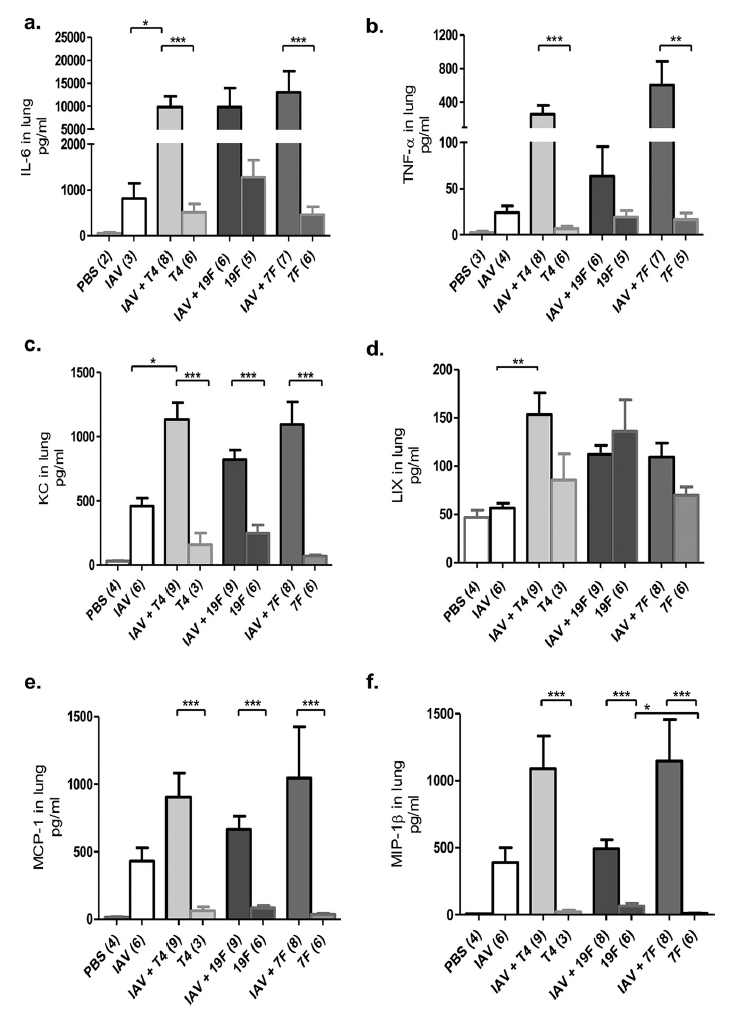 a.
* *** ***
IL-6 in lung
pg/ml
25000
20000
15000
10000
5000
2000
1000
0
PBS (2)
IAV (3)
IAV + T4 (8)
T4 (6)
IAV + 19F (6)
19F (5)
IAV + 7F (7)
7F (6)
b.
*** **
TNF-α in lung
pg/ml
1200
800
400
100
50
0
PBS (3)
IAV (4)
IAV + T4 (8)
T4 (6)
IAV + 19F (6)
19F (5)
IAV + 7F (7)
7F (5)
c.
* *** *** ***
KC in lung
pg/ml
1500
1000
500
0
PBS (4)
IAV (6)
IAV + T4 (9)
T4 (3)
IAV + 19F (9)
19F (6)
IAV + 7F (8)
7F (6)
d.
**
LIX in lung
pg/ml
200
150
100
50
0
PBS (4)
IAV (6)
IAV + T4 (9)
T4 (3)
IAV + 19F (9)
19F (6)
IAV + 7F (8)
7F (6)
e.
*** *** ***
MCP-1 in lung
pg/ml
1500
1000
500
0
PBS (4)
IAV (6)
IAV + T4 (9)
T4 (3)
IAV + 19F (9)
19F (6)
IAV + 7F (8)
7F (6)
f.
*** *** ***
*
MIP-1β in lung
pg/ml
1500
1000
500
0
PBS (4)
IAV (6)
IAV + T4 (9)
T4 (3)
IAV + 19F (8)
19F (6)
IAV + 7F (8)
7F (6)